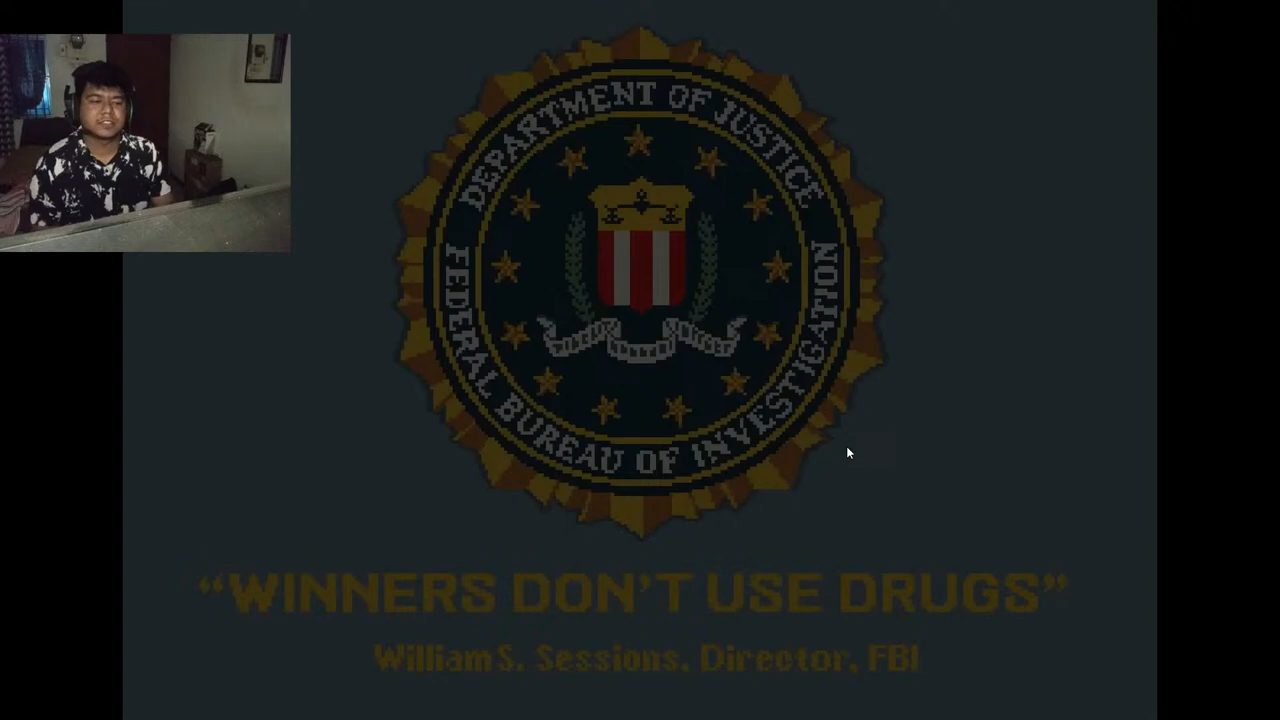 DEPARTMENT OF JUSTICE
FEDERAL BUREAU OF INVESTIGATION
“WINNERS DON'T USE DRUGS”
William S. Sessions, Director, FBI